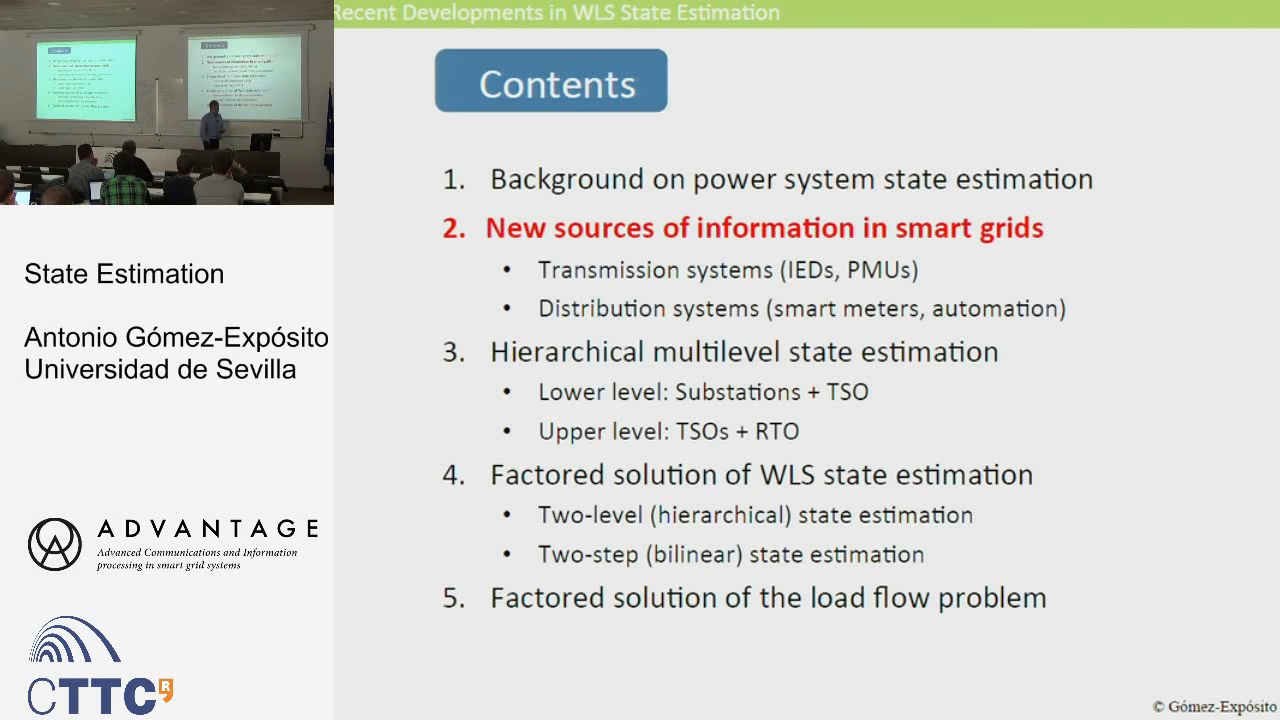 Recent Developments in WLS State Estimation
Contents
1. Background on power system state estimation
2. New sources of information in smart grids
• Transmission systems (IEDs, PMUs)
• Distribution systems (smart meters, automation)
3. Hierarchical multilevel state estimation
• Lower level: Substations + TSO
• Upper level: TSOs + RTO
4. Factored solution of WLS state estimation
• Two-level (hierarchical) state estimation
• Two-step (bilinear) state estimation
5. Factored solution of the load flow problem
© Gómez-Expósito
Contents
Contents
State Estimation
Antonio Gómez-Expósito
Universidad de Sevilla
ADVANTAGE
Advanced Communications and Information
processing in smart grid systems
CTTC R